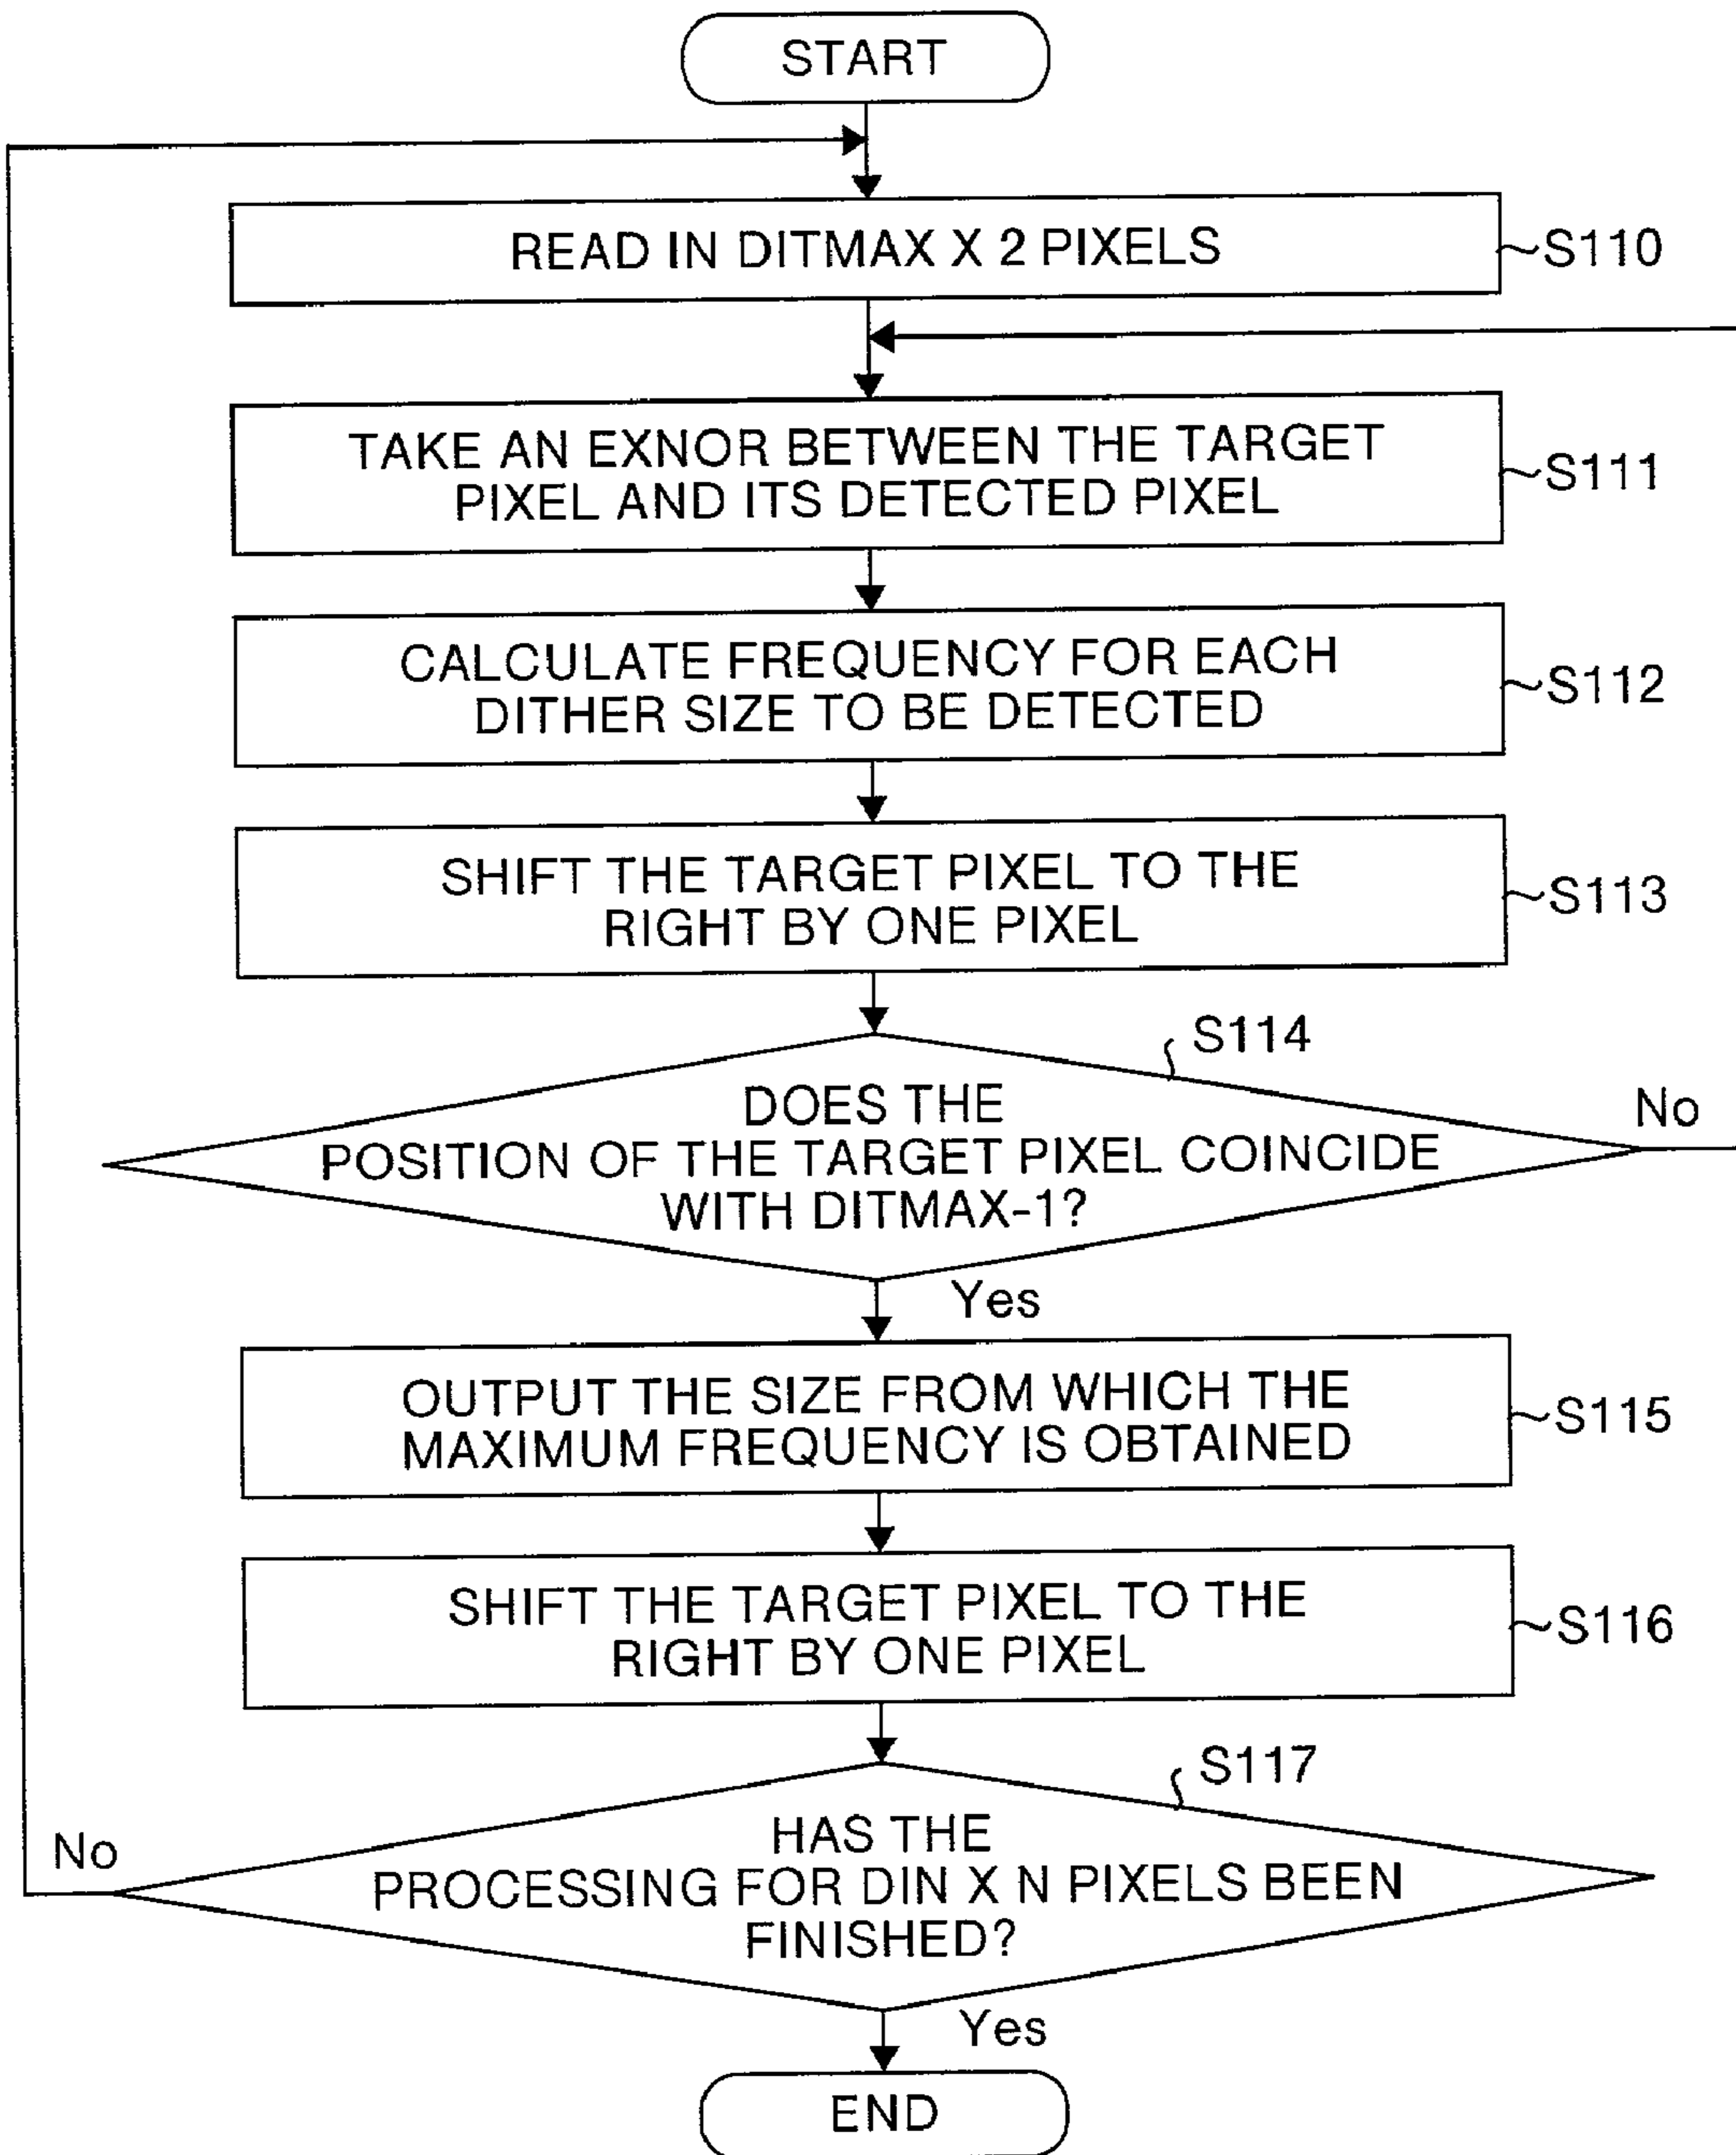 START
READ IN DITMAX X 2 PIXELS
S110
TAKE AN EXNOR BETWEEN THE TARGET
PIXEL AND ITS DETECTED PIXEL
S111
CALCULATE FREQUENCY FOR EACH
DITHER SIZE TO BE DETECTED
S112
SHIFT THE TARGET PIXEL TO THE
RIGHT BY ONE PIXEL
S113
S114
DOES THE
POSITION OF THE TARGET PIXEL COINCIDE
WITH DITMAX-1?
No
Yes
OUTPUT THE SIZE FROM WHICH THE
MAXIMUM FREQUENCY IS OBTAINED
S115
SHIFT THE TARGET PIXEL TO THE
RIGHT BY ONE PIXEL
S116
S117
HAS THE
PROCESSING FOR DIN X N PIXELS BEEN
FINISHED?
No
Yes
END